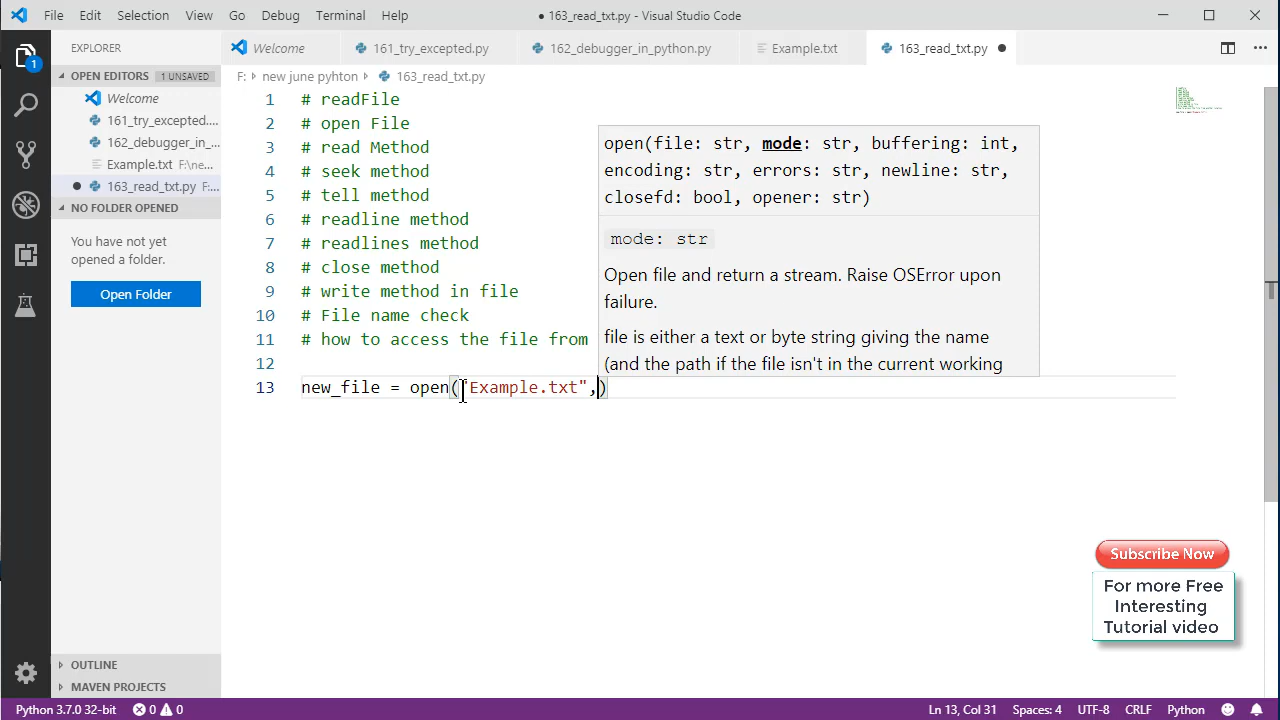 File Edit Selection View Go Debug Terminal Help
● 163_read_txt.py - Visual Studio Code
EXPLORER
Welcome 161_try_excepted.py 162_debugger_in_python.py Example.txt 163_read_txt.py
OPEN EDITORS 1 UNSAVED
F: > new june pyhton > 163_read_txt.py
1
Welcome
161_try_excepted....
162_debugger_in_...
Example.txt F:\ne...
163_read_txt.py F:...
NO FOLDER OPENED
You have not yet
opened a folder.
Open Folder
OUTLINE
MAVEN PROJECTS
1 # readFile
2 # open File
3 # read Method
4 # seek method
5 # tell method
6 # readline method
7 # readlines method
8 # close method
9 # write method in file
10 # File name check
11 # how to access the file from
12
13 new_file = open("Example.txt",)
open(file: str, mode: str, buffering: int,
encoding: str, errors: str, newline: str,
closefd: bool, opener: str)
mode: str
Open file and return a stream. Raise OSError upon
failure.
file is either a text or byte string giving the name
(and the path if the file isn't in the current working
Subscribe Now
For more Free
Interesting
Tutorial video
Python 3.7.0 32-bit 0 0 Ln 13, Col 31 Spaces: 4 UTF-8 CRLF Python